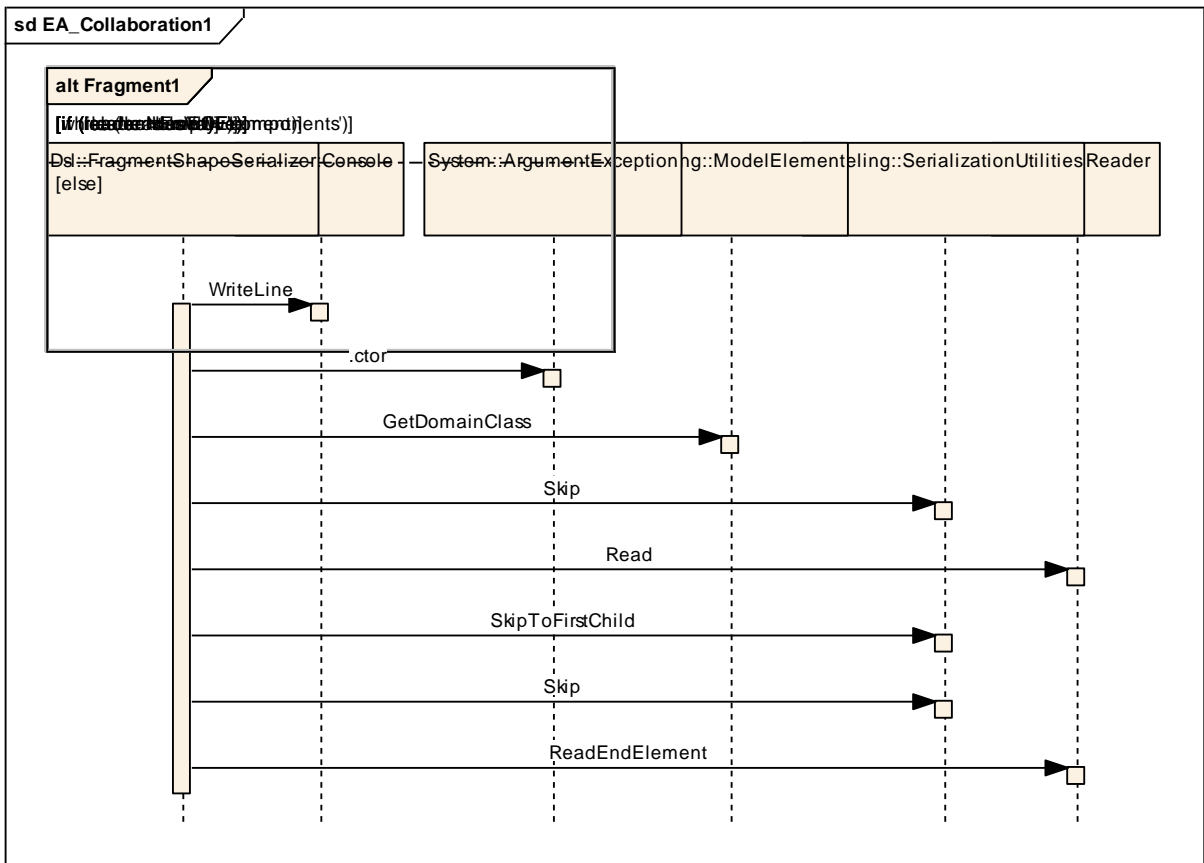 sd EA_Collaboration1
alt Fragment1
Dsl::FragmentShapeSerializer Console System::ArgumentException ng::ModelElement eling::SerializationUtilities Reader
[else]
WriteLine
.ctor
GetDomainClass
Skip
Read
SkipToFirstChild
Skip
ReadEndElement